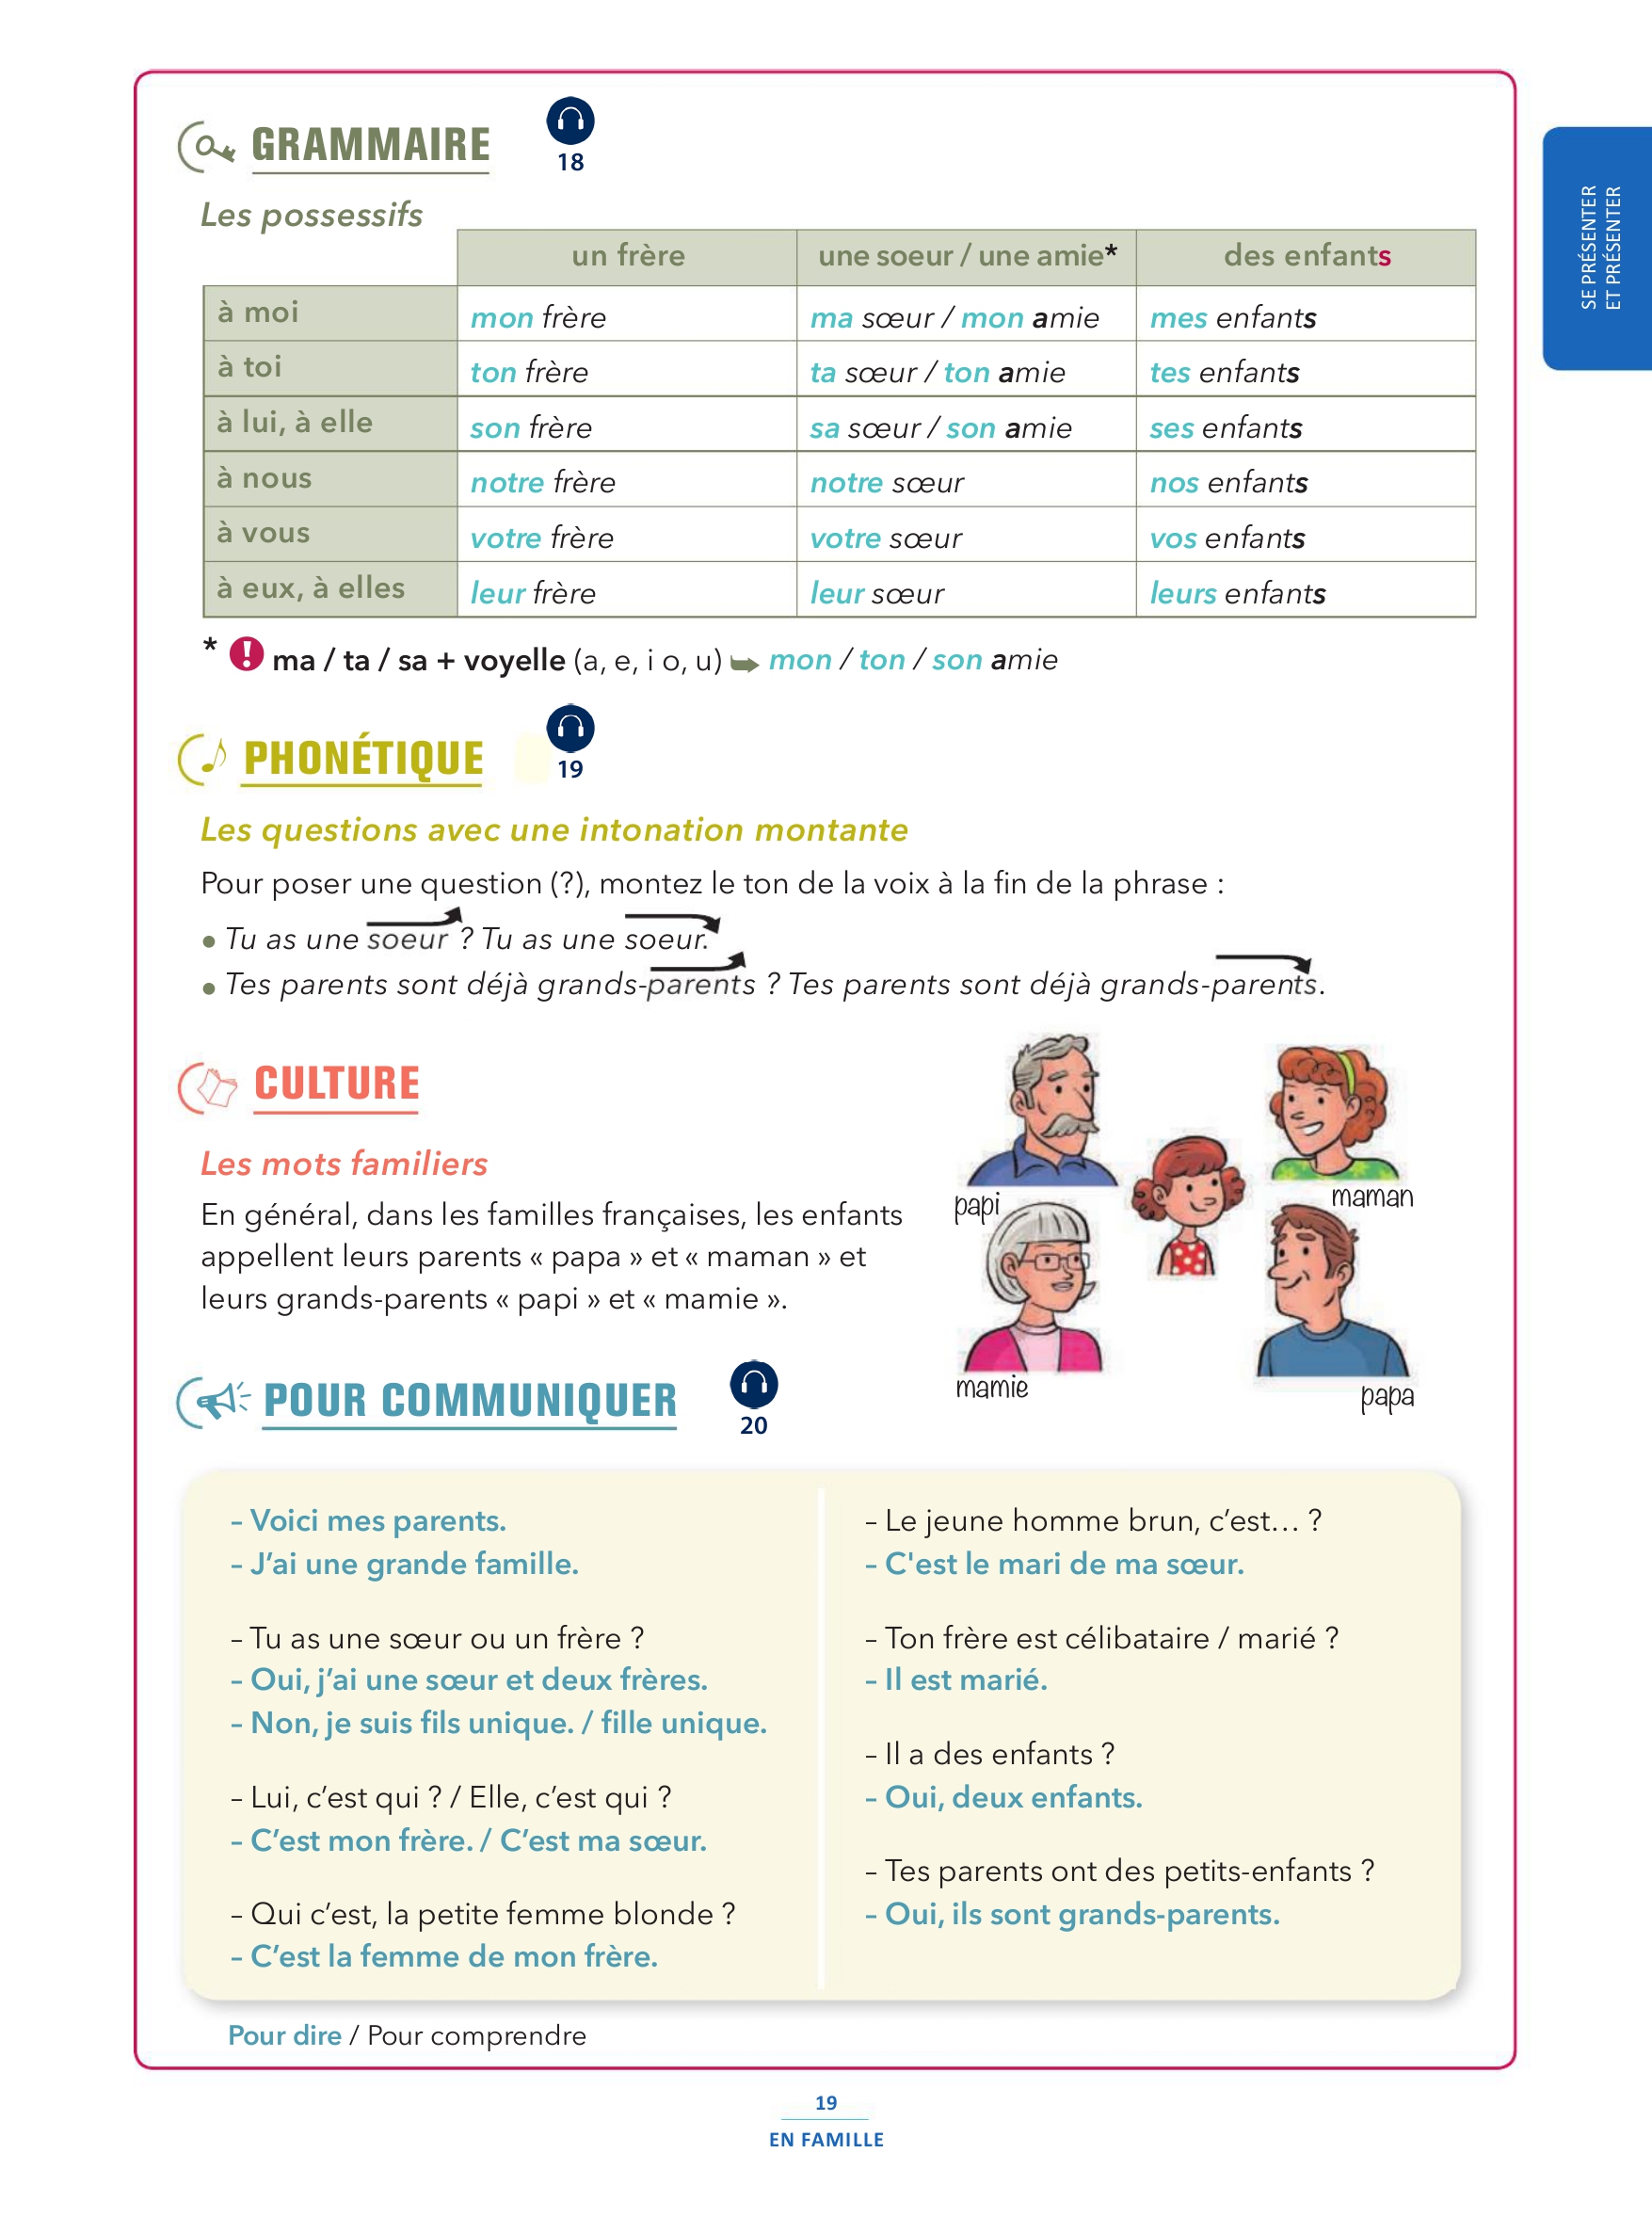 GRAMMAIRE
18
Les possessifs
un frère une soeur / une amie* des enfants
à moi mon frère ma sœur / mon amie mes enfants
à toi ton frère ta sœur / ton amie tes enfants
à lui, à elle son frère sa sœur / son amie ses enfants
à nous notre frère notre sœur nos enfants
à vous votre frère votre sœur vos enfants
à eux, à elles leur frère leur sœur leurs enfants
* ! ma / ta / sa + voyelle (a, e, i o, u) ➥ mon / ton / son amie
PHONÉTIQUE
19
Les questions avec une intonation montante
Pour poser une question (?), montez le ton de la voix à la fin de la phrase :
• Tu as une soeur ? Tu as une soeur.
• Tes parents sont déjà grands-parents ? Tes parents sont déjà grands-parents.
CULTURE
Les mots familiers
En général, dans les familles françaises, les enfants
appellent leurs parents « papa » et « maman » et
leurs grands-parents « papi » et « mamie ».
papi
maman
mamie
papa
POUR COMMUNIQUER
20
– Voici mes parents.
– J'ai une grande famille.
– Tu as une sœur ou un frère ?
– Oui, j'ai une sœur et deux frères.
– Non, je suis fils unique. / fille unique.
– Lui, c'est qui ? / Elle, c'est qui ?
– C'est mon frère. / C'est ma sœur.
– Qui c'est, la petite femme blonde ?
– C'est la femme de mon frère.
– Le jeune homme brun, c'est… ?
– C'est le mari de ma sœur.
– Ton frère est célibataire / marié ?
– Il est marié.
– Il a des enfants ?
– Oui, deux enfants.
– Tes parents ont des petits-enfants ?
– Oui, ils sont grands-parents.
Pour dire / Pour comprendre
19
EN FAMILLE
SE PRÉSENTER
ET PRÉSENTER